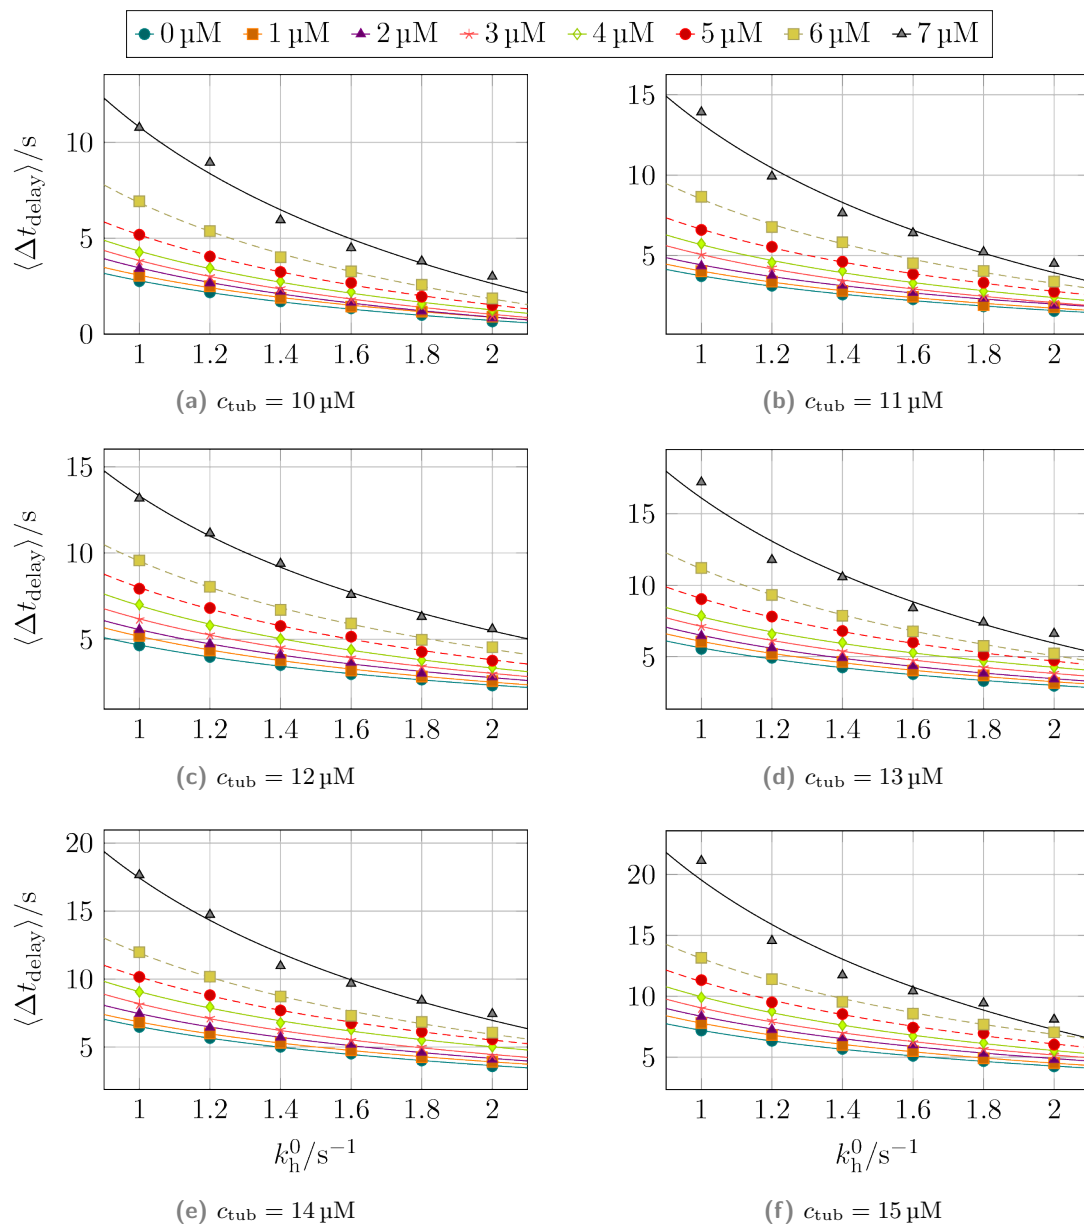 0 µM 1 µM 2 µM 3 µM 4 µM 5 µM 6 µM 7 µM
⟨Δt_delay⟩/s
10
5
0
1 1.2 1.4 1.6 1.8 2
(a) c_tub = 10 µM
15
10
5
1 1.2 1.4 1.6 1.8 2
(b) c_tub = 11 µM
⟨Δt_delay⟩/s
15
10
5
1 1.2 1.4 1.6 1.8 2
(c) c_tub = 12 µM
⟨Δt_delay⟩/s
15
10
5
1 1.2 1.4 1.6 1.8 2
(d) c_tub = 13 µM
⟨Δt_delay⟩/s
20
15
10
5
1 1.2 1.4 1.6 1.8 2
k_h^0/s^−1
(e) c_tub = 14 µM
⟨Δt_delay⟩/s
20
15
10
5
1 1.2 1.4 1.6 1.8 2
k_h^0/s^−1
(f) c_tub = 15 µM